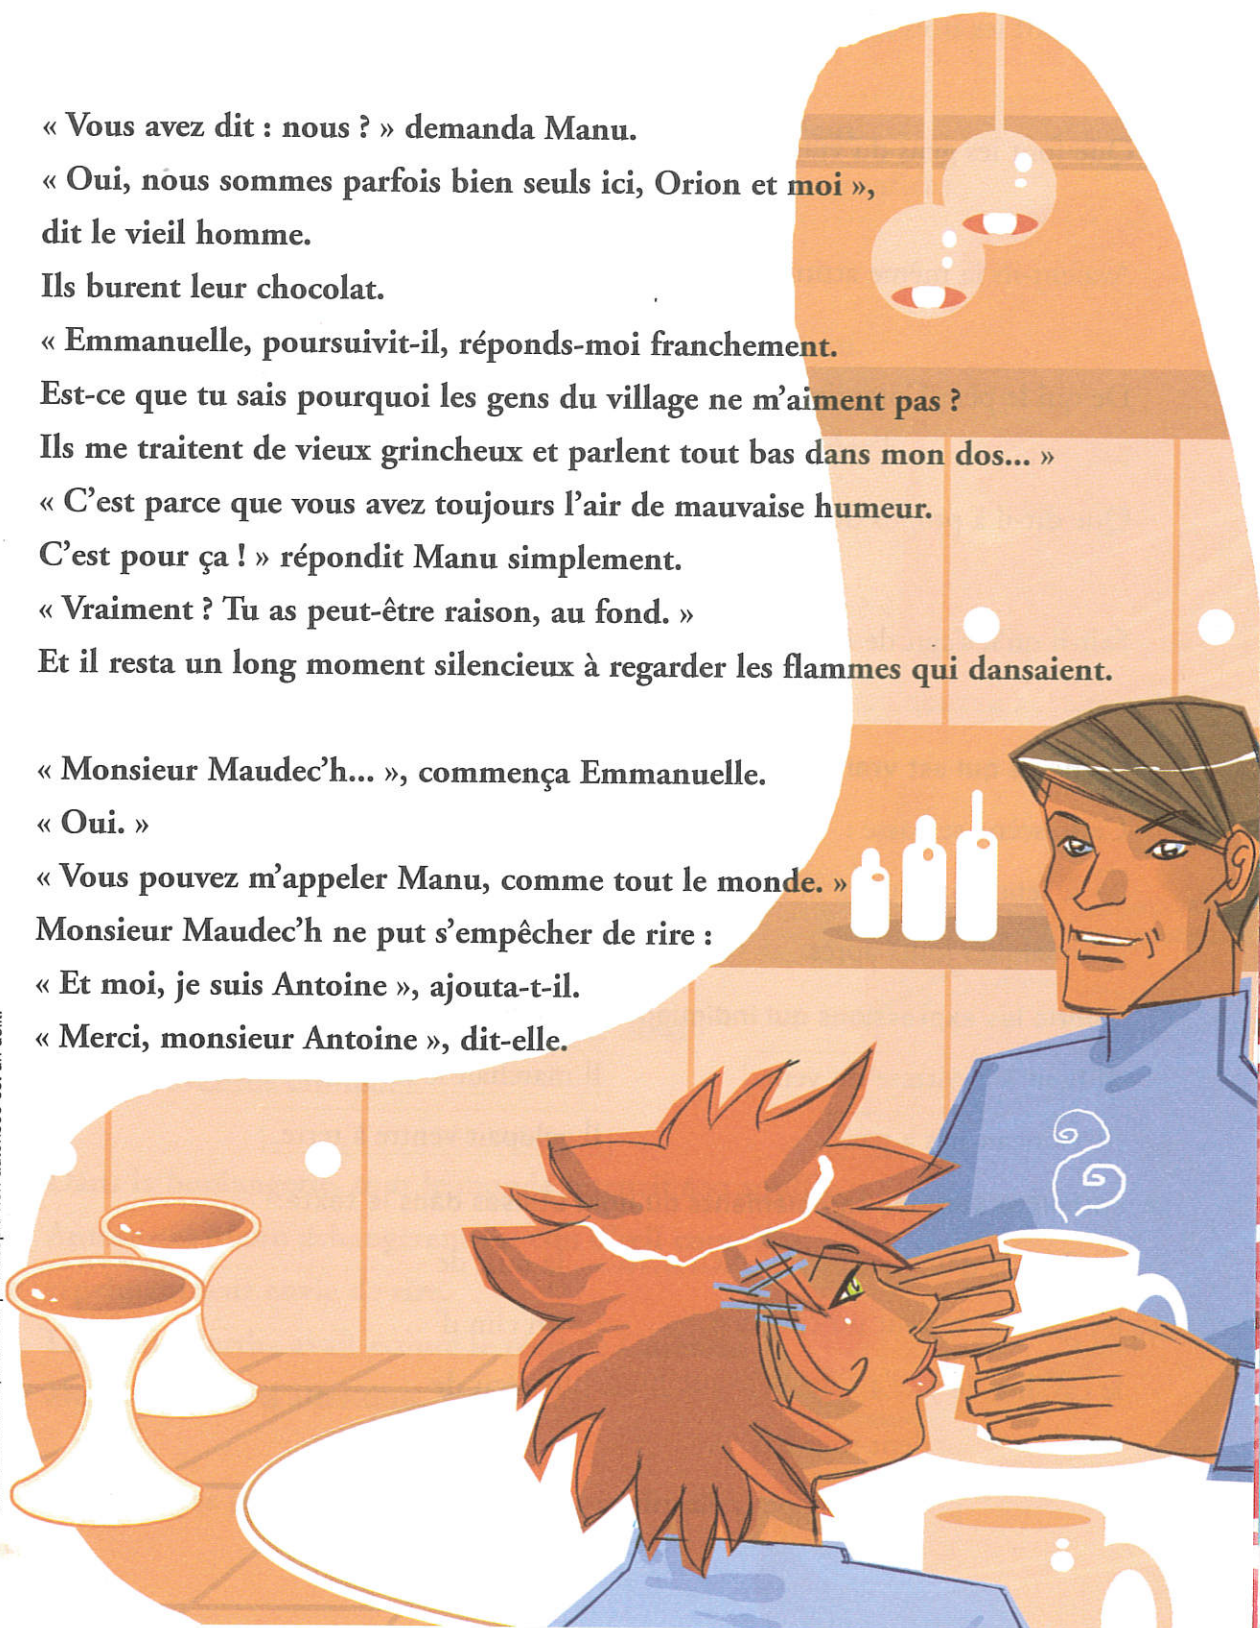 « Vous avez dit : nous ? » demanda Manu.
« Oui, nous sommes parfois bien seuls ici, Orion et moi »,
dit le vieil homme.
Ils burent leur chocolat.
« Emmanuelle, poursuivit-il, réponds-moi franchement.
Est-ce que tu sais pourquoi les gens du village ne m’aiment pas ?
Ils me traitent de vieux grincheux et parlent tout bas dans mon dos... »
« C’est parce que vous avez toujours l’air de mauvaise humeur.
C’est pour ça ! » répondit Manu simplement.
« Vraiment ? Tu as peut-être raison, au fond. »
Et il resta un long moment silencieux à regarder les flammes qui dansaient.
« Monsieur Maudec’h... », commença Emmanuelle.
« Oui. »
« Vous pouvez m’appeler Manu, comme tout le monde. »
Monsieur Maudec’h ne put s’empêcher de rire :
« Et moi, je suis Antoine », ajouta-t-il.
« Merci, monsieur Antoine », dit-elle.